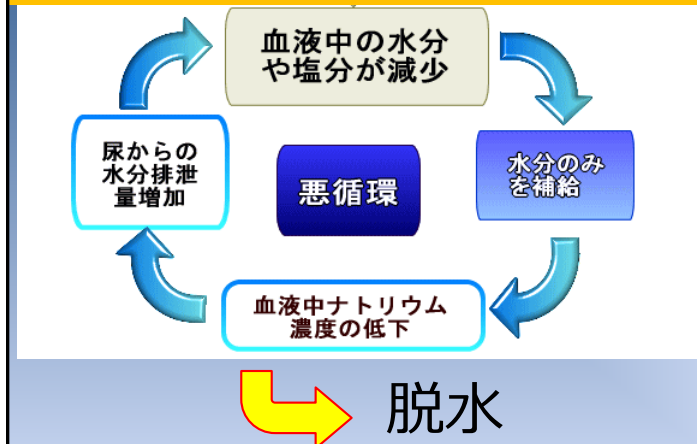 血液中の水分
や塩分が減少
尿からの
水分排泄
量増加
悪循環
水分のみ
を補給
血液中ナトリウム
濃度の低下
脱水